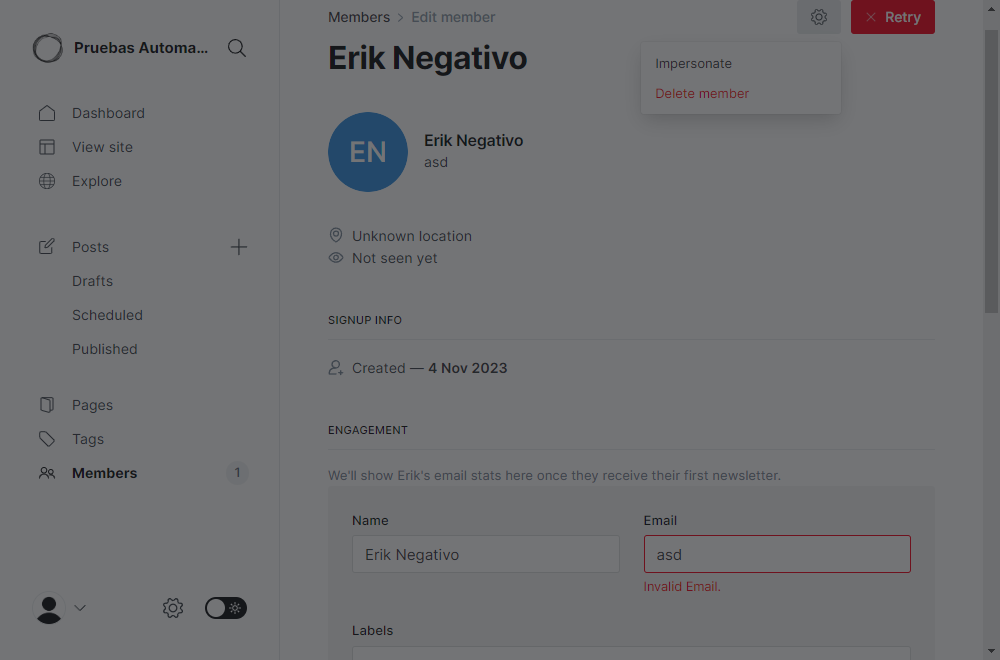 Pruebas Automa...
Dashboard
View site
Explore
Posts
Drafts
Scheduled
Published
Pages
Tags
Members
1
Members > Edit member
Retry
Erik Negativo
Impersonate
Delete member
EN
Erik Negativo
asd
Unknown location
Not seen yet
SIGNUP INFO
Created — 4 Nov 2023
ENGAGEMENT
We'll show Erik's email stats here once they receive their first newsletter.
Name
Email
Erik Negativo
asd
Invalid Email.
Labels